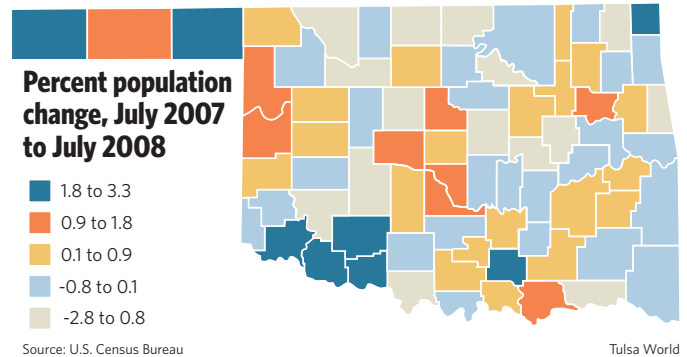 Percent population
change, July 2007
to July 2008
1.8 to 3.3
0.9 to 1.8
0.1 to 0.9
-0.8 to 0.1
-2.8 to 0.8
Source: U.S. Census Bureau
Tulsa World